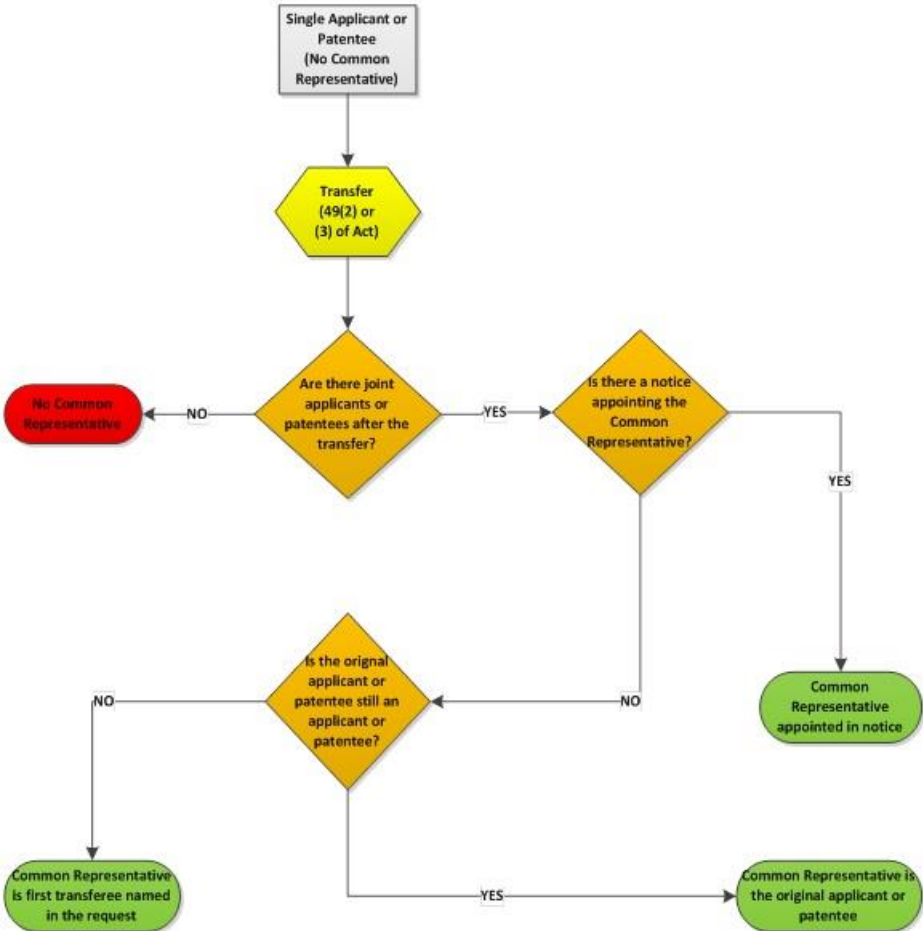 Single Applicant or
Patentee
(No Common
Representative)
Transfer
(49(2) or
(3) of Act)
Are there joint
applicants or
patentees after the
transfer?
NO
No Common
Representative
YES
Is there a notice
appointing the
Common
Representative?
YES
Common
Representative
appointed in notice
NO
Is the orignal
applicant or
patentee still an
applicant or
patentee?
NO
Common Representative
is first transferee named
in the request
YES
Common Representative is
the original applicant or
patentee